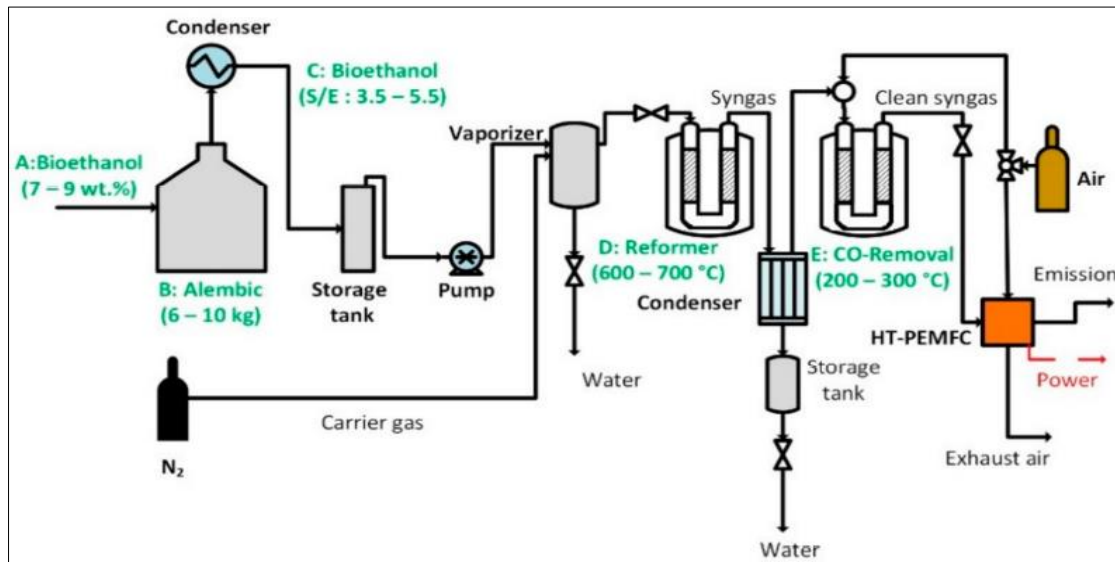 Condenser
C: Bioethanol
(S/E : 3.5 – 5.5)
A:Bioethanol
(7 – 9 wt.%)
B: Alembic
(6 – 10 kg)
Storage
tank
Pump
Vaporizer
N₂
Carrier gas
Water
Syngas
D: Reformer
(600 – 700 °C)
Condenser
Storage
tank
Water
Clean syngas
E: CO-Removal
(200 – 300 °C)
Air
HT-PEMFC
Emission
Power
Exhaust air